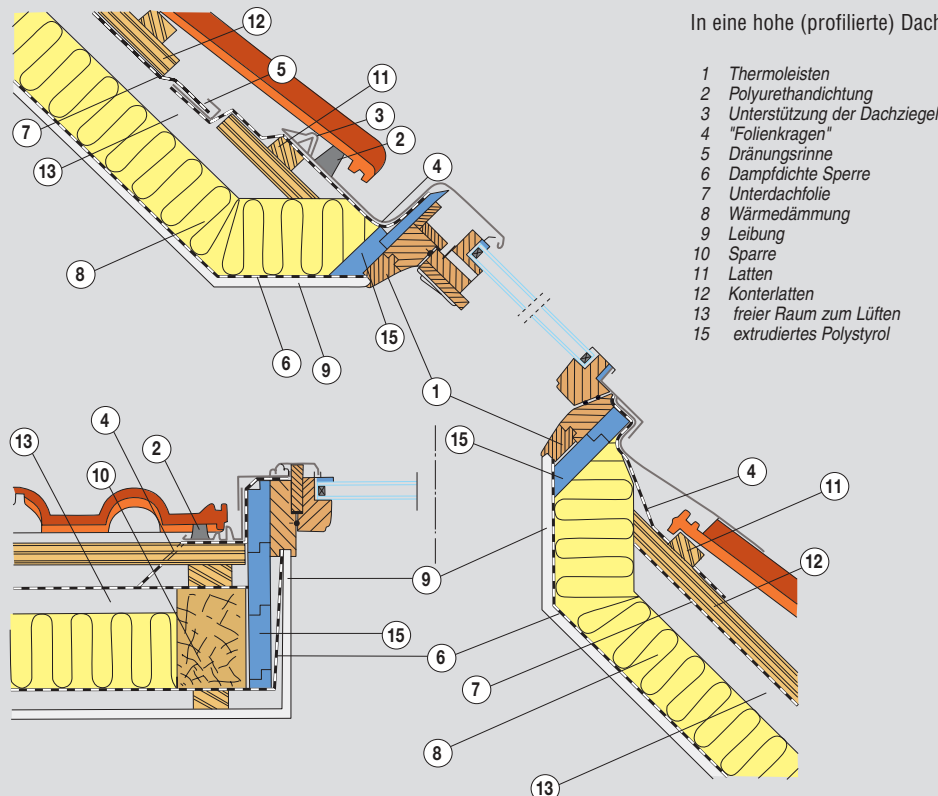 In eine hohe (profilierte) Dach
1 Thermoleisten
2 Polyurethandichtung
3 Unterstützung der Dachziegel
4 "Folienkragen"
5 Dränungsrinne
6 Dampfdichte Sperre
7 Unterdachfolie
8 Wärmedämmung
9 Leibung
10 Sparre
11 Latten
12 Konterlatten
13 freier Raum zum Lüften
15 extrudiertes Polystyrol
12
5
11
3
2
4
7
13
8
15
6
9
1
4
13
2
10
15
4
11
12
9
15
6
7
8
13